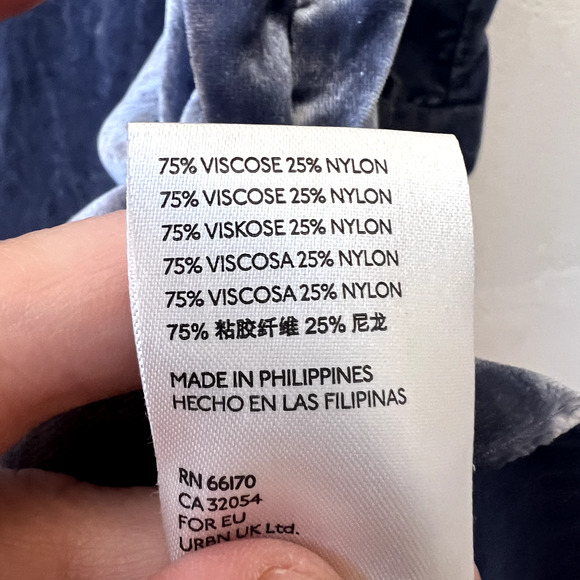 75% VISCOSE 25% NYLON
75% VISCOSE 25% NYLON
75% VISKOSE 25% NYLON
75% VISCOSA 25% NYLON
75% VISCOSA 25% NYLON
75% 粘胶纤维 25% 尼龙
MADE IN PHILIPPINES
HECHO EN LAS FILIPINAS
RN 66170
CA 32054
FOR EU
URBN UK Ltd.